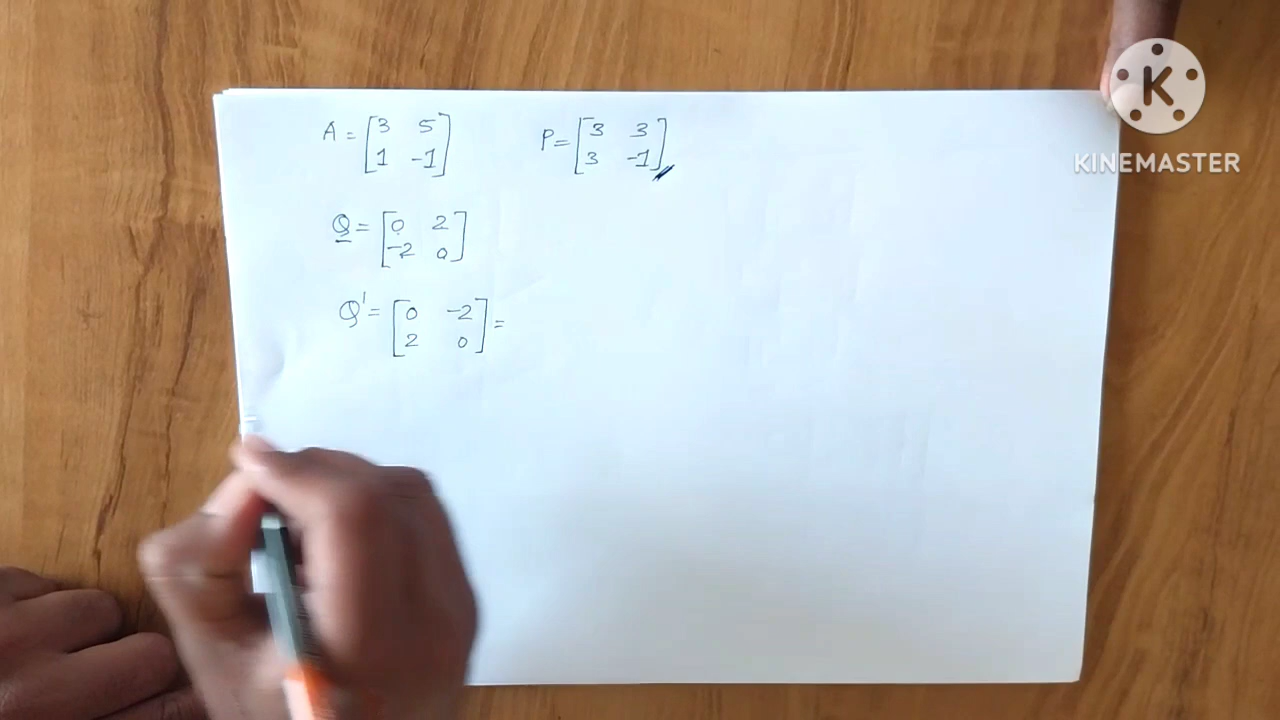 A = [3 5
1 -1]
P = [3 3
3 -1]
Q = [0 2
-2 0]
Q' = [0 -2
2 0] =
K
KINEMASTER